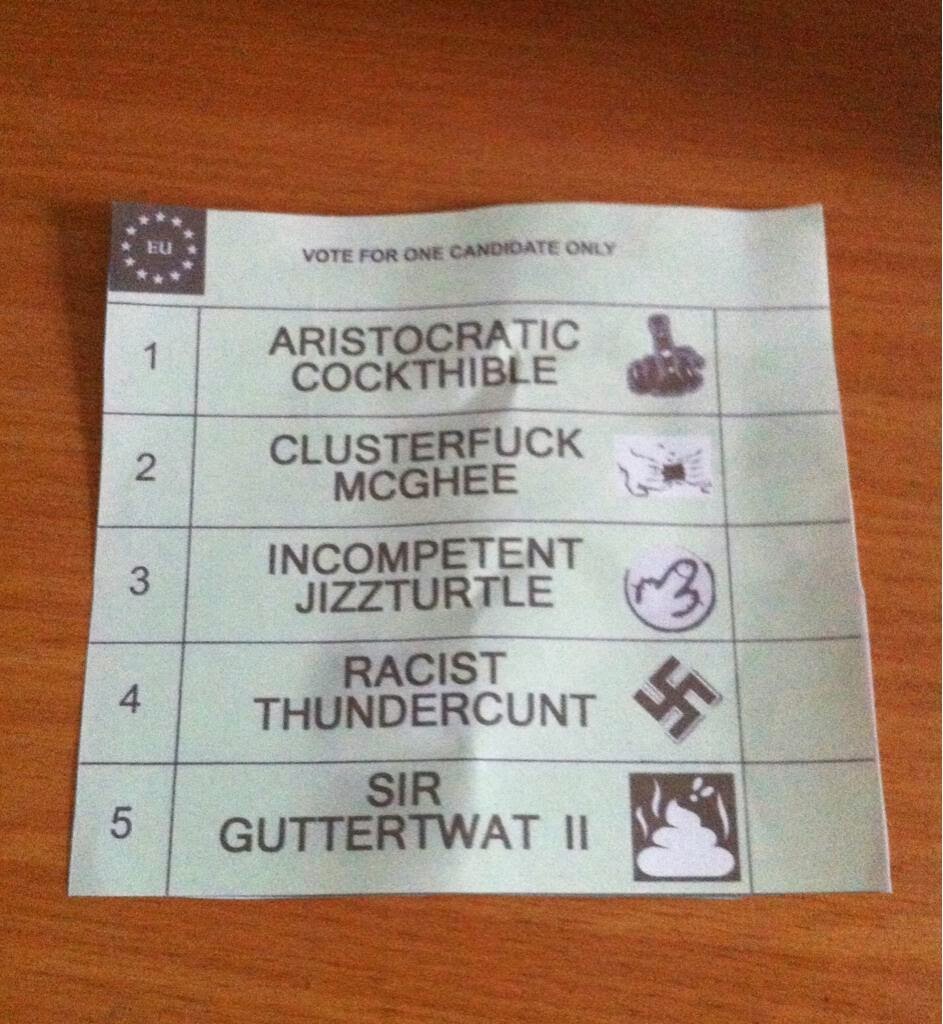 EU
VOTE FOR ONE CANDIDATE ONLY
1
ARISTOCRATIC
COCKTHIBLE
2
CLUSTERFUCK
MCGHEE
3
INCOMPETENT
JIZZTURTLE
4
RACIST
THUNDERCUNT
5
SIR
GUTTERTWAT II